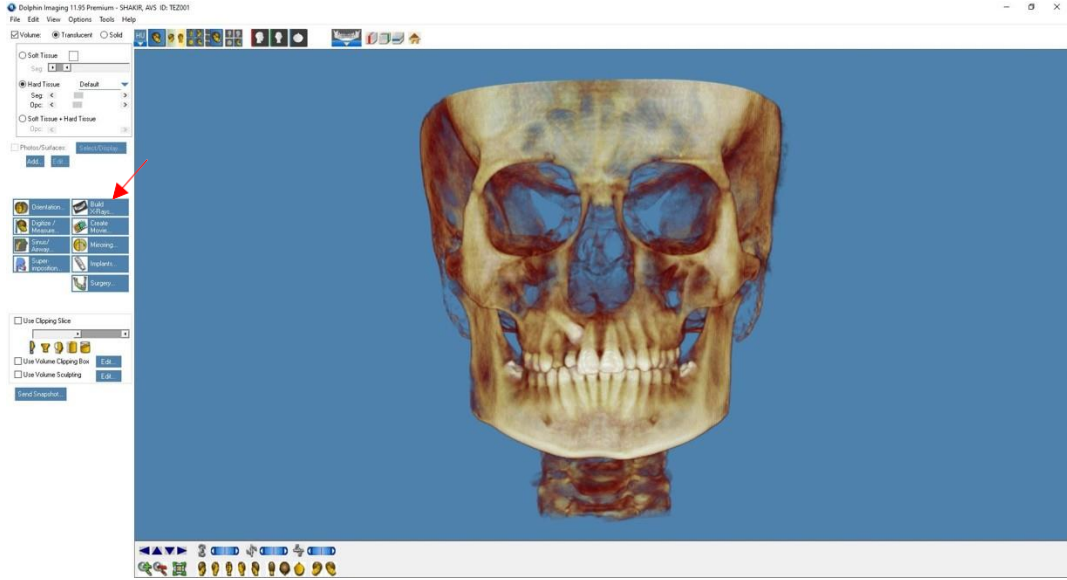 Dolphin Imaging 11.95 Premium - SHAKIR, AVS ID: TEZ001
File Edit View Options Tools Help
Volume: Translucent Solid
HU
Soft Tissue
Seg
Hard Tissue Default
Seg: < >
Opc: < >
Soft Tissue + Hard Tissue
Opc: < >
Photos/Surfaces: Select/Display...
Add... Edit...
Orientation... Build X-Rays...
Digitize / Measure... Create Movie...
Sinus/ Airway... Mirroring...
Super- imposition... Implants...
Surgery...
Use Clipping Slice
Use Volume Clipping Box Edit...
Use Volume Sculpting Edit...
Send Snapshot...